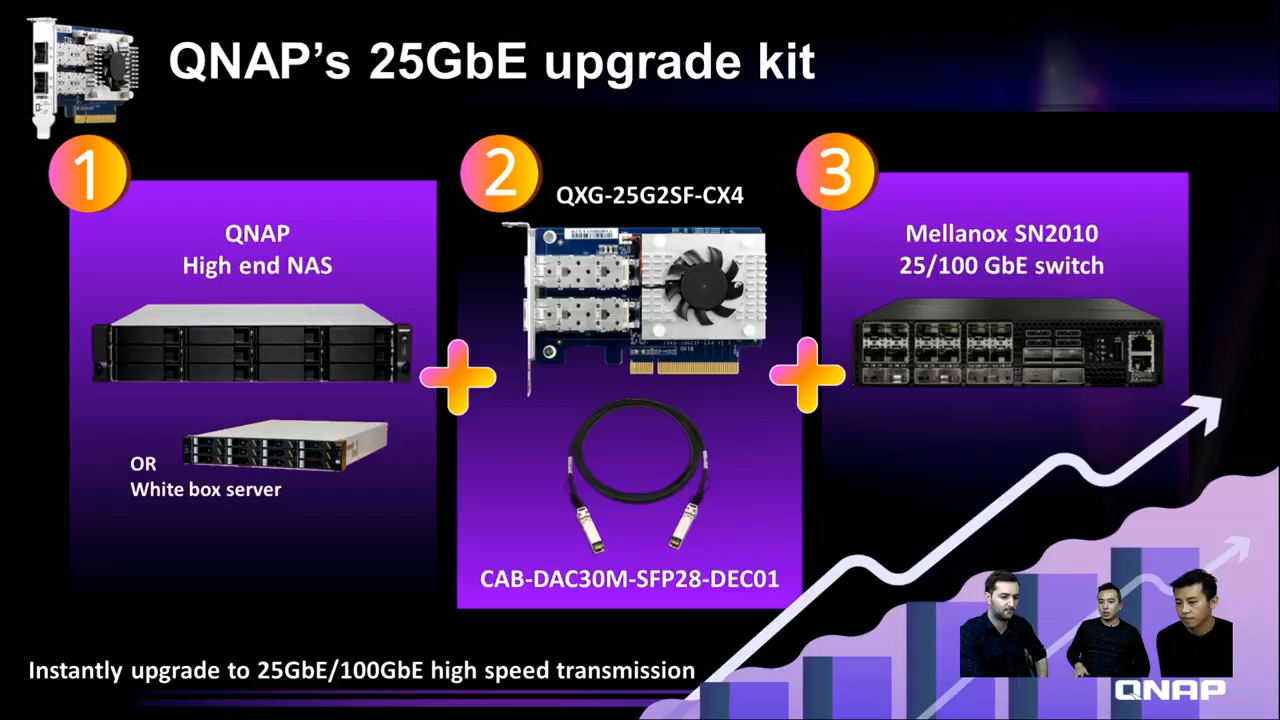 QNAP's 25GbE upgrade kit
1
QNAP
High end NAS
OR
White box server
2
QXG-25G2SF-CX4
CAB-DAC30M-SFP28-DEC01
3
Mellanox SN2010
25/100 GbE switch
Instantly upgrade to 25GbE/100GbE high speed transmission
QNAP